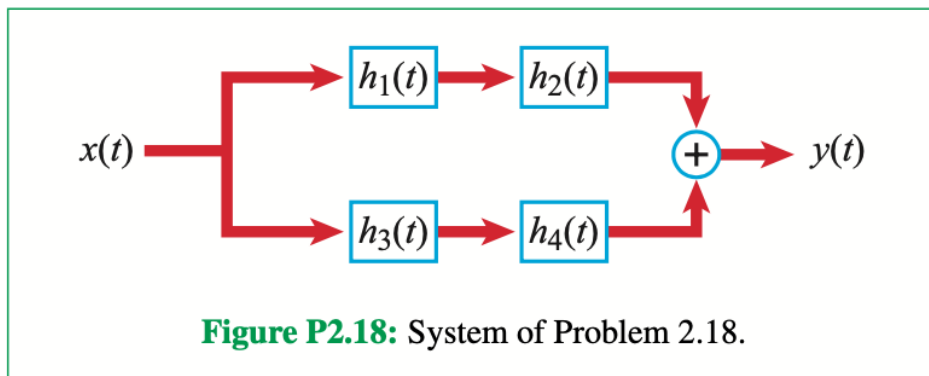 h₁(t) h₂(t)
x(t) + y(t)
h₃(t) h₄(t)
Figure P2.18: System of Problem 2.18.